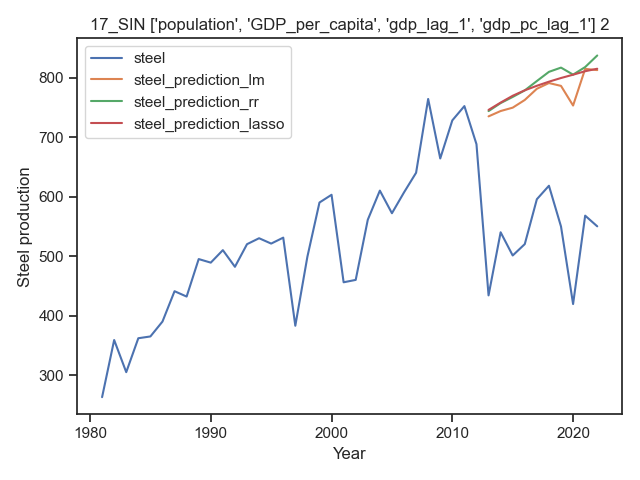 17_SIN ['population', 'GDP_per_capita', 'gdp_lag_1', 'gdp_pc_lag_1'] 2
steel
steel_prediction_lm
steel_prediction_rr
steel_prediction_lasso
Steel production
800
700
600
500
400
300
1980
1990
2000
2010
2020
Year